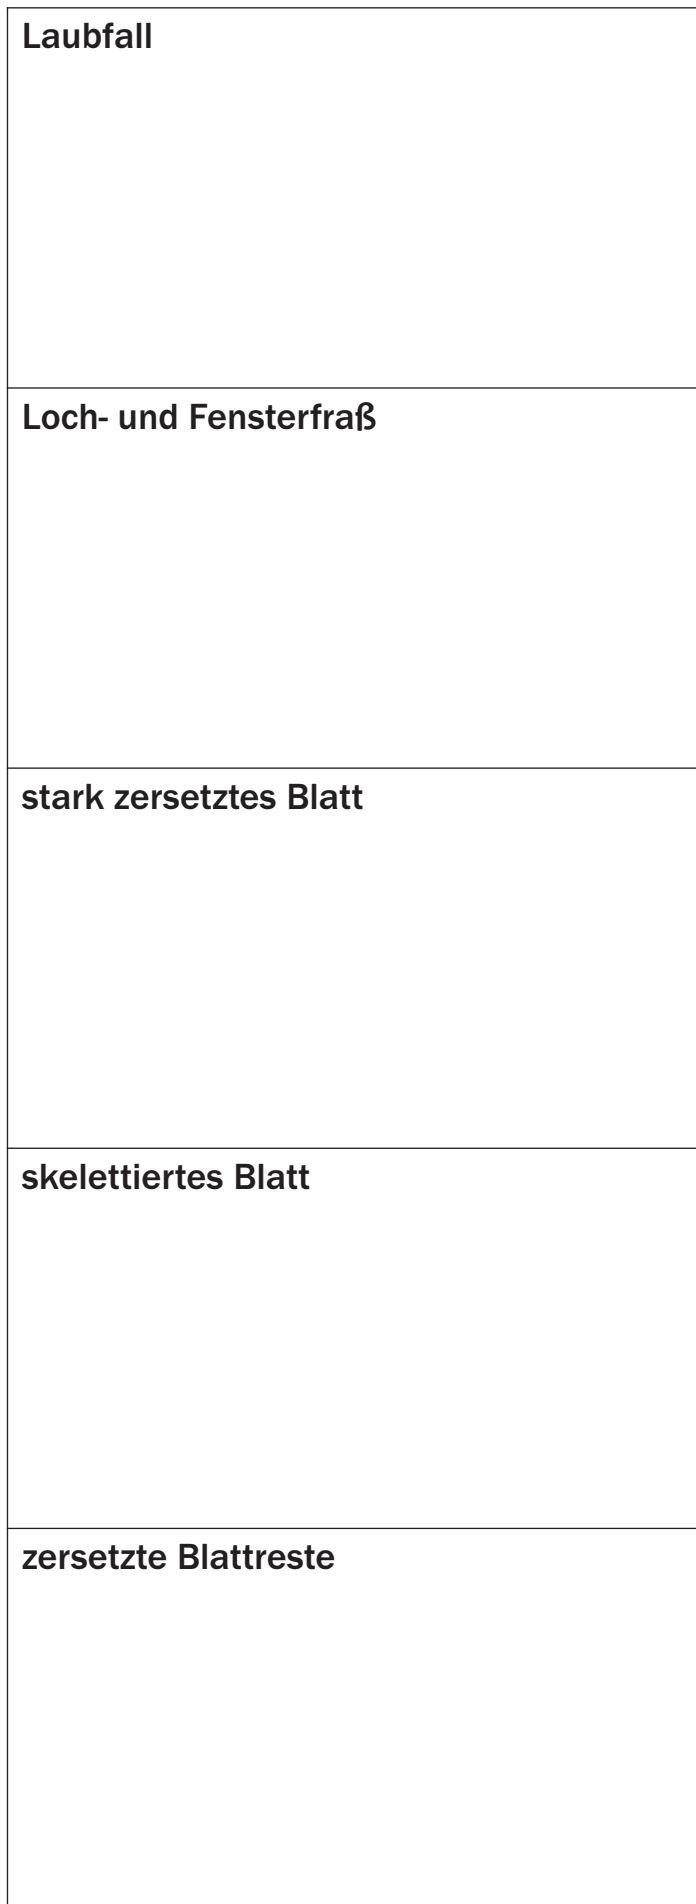 Laubfall
Loch- und Fensterfraß
stark zersetztes Blatt
skelettiertes Blatt
zersetzte Blattreste